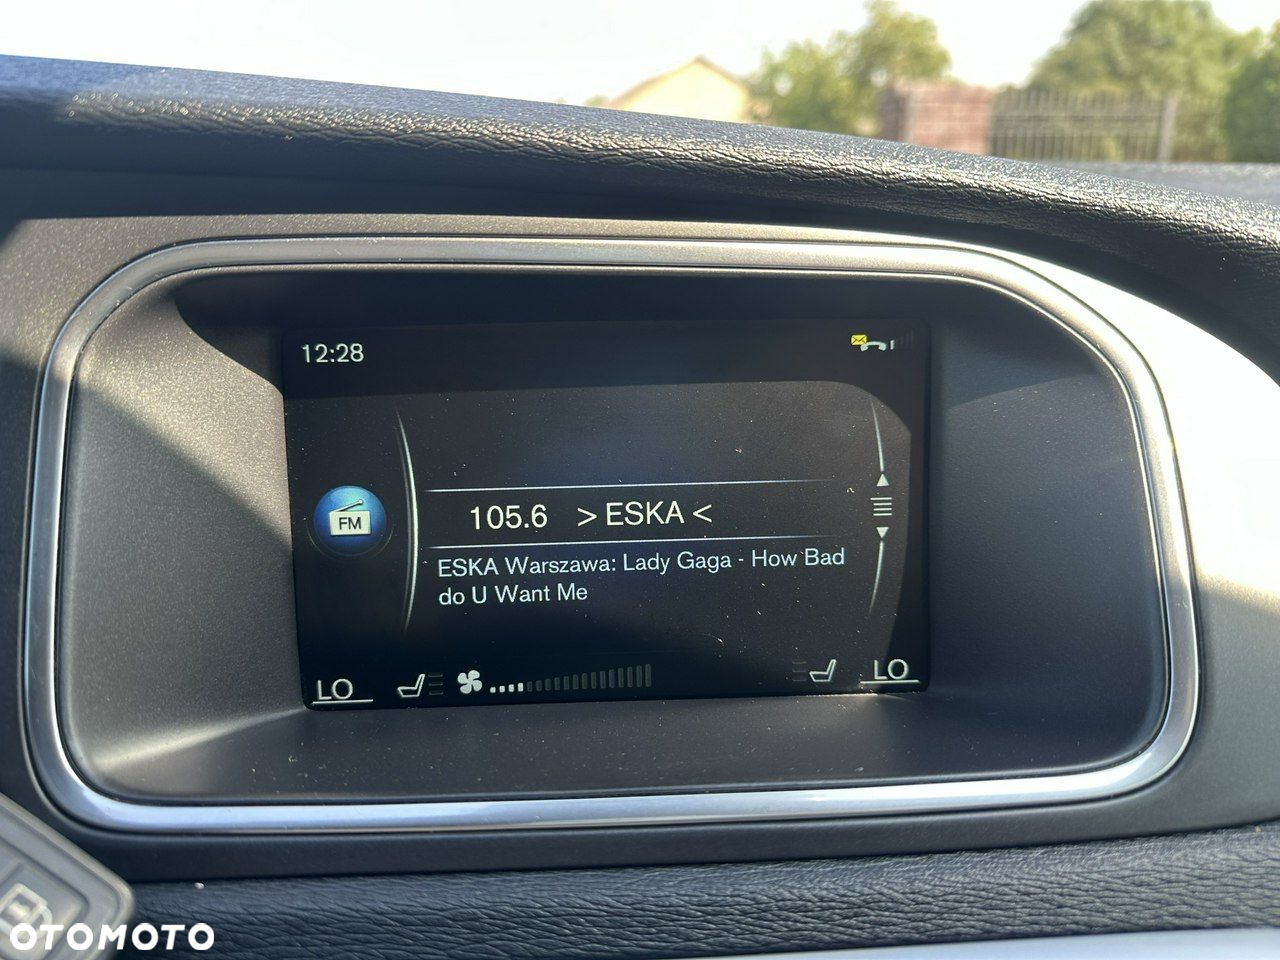 12:28
FM
105.6 >ESKA<
ESKA Warszawa: Lady Gaga - How Bad
do U Want Me
LO LO
OTOMOTO